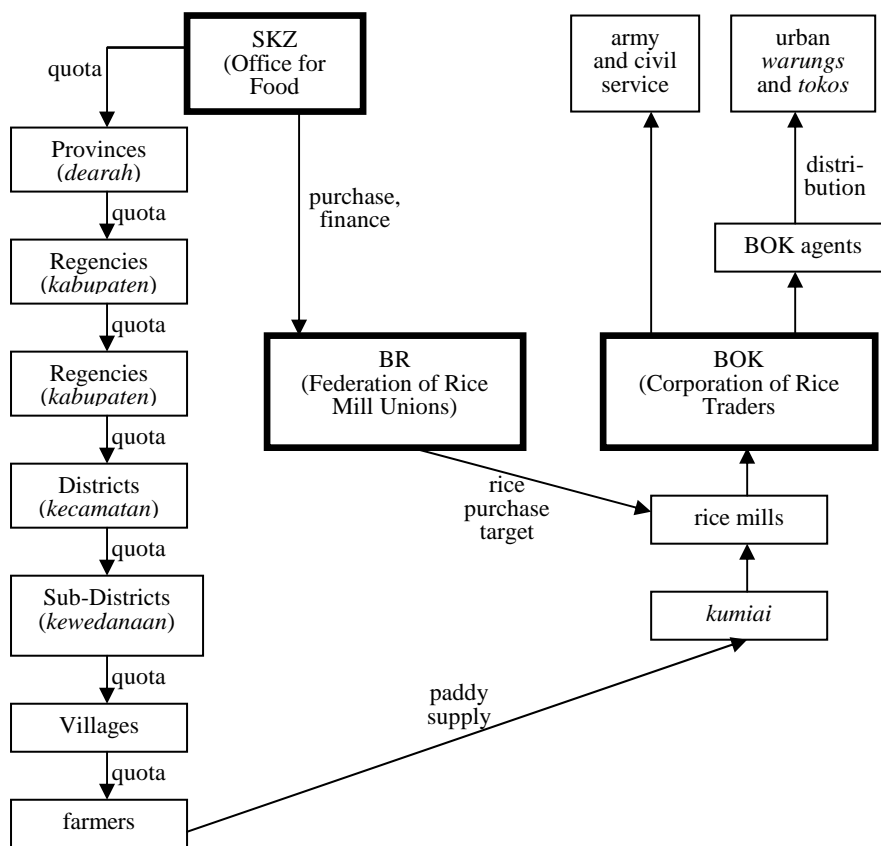 SKZ
(Office for
Food
quota
Provinces
(dearah)
quota
Regencies
(kabupaten)
quota
Regencies
(kabupaten)
quota
Districts
(kecamatan)
quota
Sub-Districts
(kewedanaan)
quota
Villages
quota
farmers
purchase,
finance
BR
(Federation of Rice
Mill Unions)
rice
purchase
target
paddy
supply
army
and civil
service
urban
warungs
and tokos
distri-
bution
BOK agents
BOK
(Corporation of Rice
Traders
rice mills
kumiai